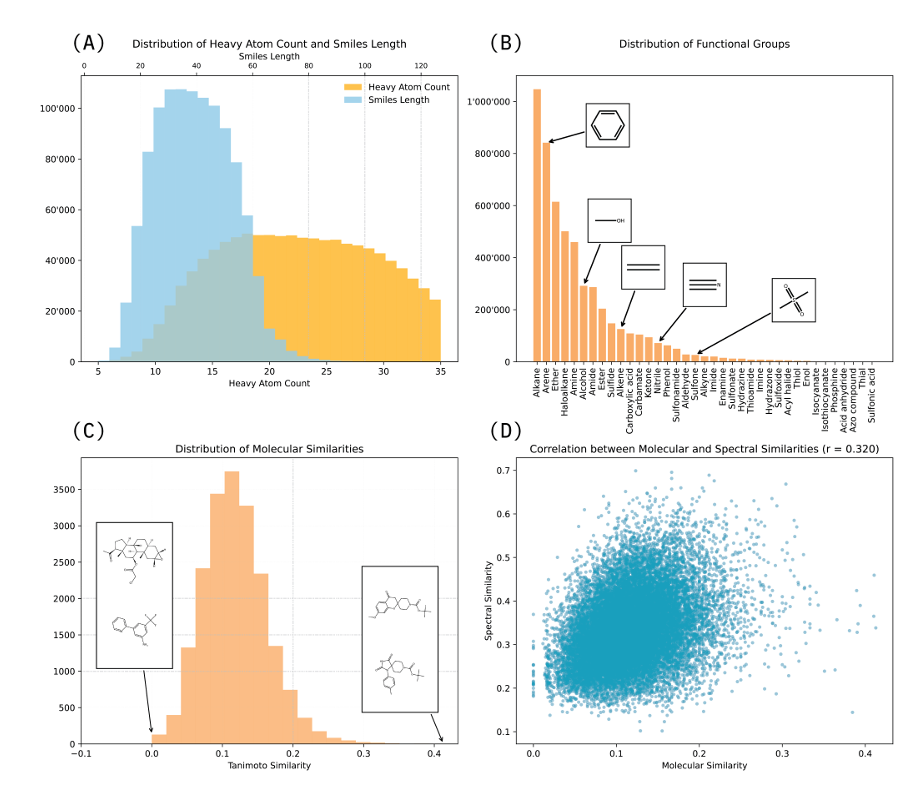 (A)
Distribution of Heavy Atom Count and Smiles Length
Smiles Length
0 20 40 60 80 100 120
Heavy Atom Count
Smiles Length
100'000
80'000
60'000
40'000
20'000
0
5 10 15 20 25 30 35
Heavy Atom Count
(B)
Distribution of Functional Groups
1'000'000
800'000
600'000
400'000
200'000
0
OH
N
Alkane
Arene
Ether
Haloalkane
Amine
Alcohol
Amide
Ester
Sulfide
Alkene
Carboxylic acid
Carbamate
Ketone
Nitrile
Phenol
Sulfonamide
Aldehyde
Sulfone
Alkyne
Imide
Enamine
Sulfonate
Hydrazine
Thioamide
Imine
Hydrazone
Sulfoxide
Acyl halide
Thiol
Enol
Isocyanate
Isothiocyanate
Phosphine
Acid anhydride
Azo compound
Thial
Sulfonic acid
(C)
Distribution of Molecular Similarities
3500
3000
2500
2000
1500
1000
500
0
−0.1 0.0 0.1 0.2 0.3 0.4
Tanimoto Similarity
(D)
Correlation between Molecular and Spectral Similarities (r = 0.320)
Spectral Similarity
0.7
0.6
0.5
0.4
0.3
0.2
0.1
0.0 0.1 0.2 0.3 0.4
Molecular Similarity